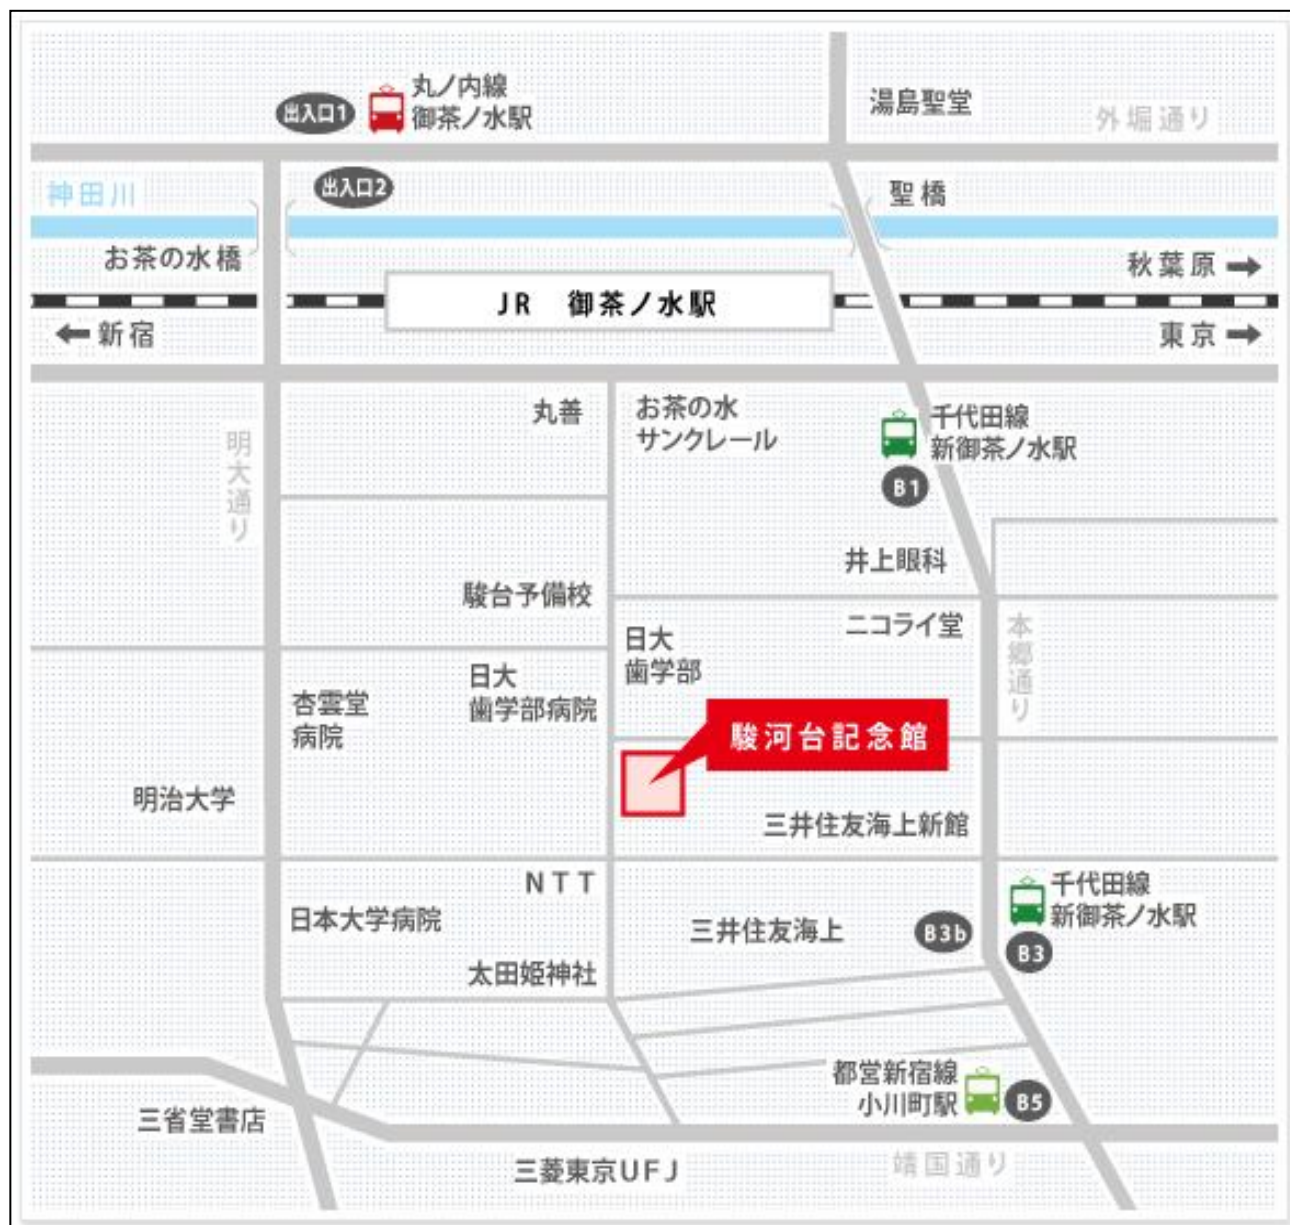 丸ノ内線
御茶ノ水駅
出入口1
湯島聖堂
外堀通り
神田川
出入口2
聖橋
お茶の水橋
秋葉原
JR 御茶ノ水駅
新宿
東京
丸善
お茶の水
サンクレール
千代田線
新御茶ノ水駅
B1
明大通り
井上眼科
駿台予備校
ニコライ堂
本郷通り
日大
歯学部
日大
歯学部病院
杏雲堂
病院
駿河台記念館
明治大学
三井住友海上新館
NTT
千代田線
新御茶ノ水駅
日本大学病院
三井住友海上
B3b
B3
太田姫神社
都営新宿線
小川町駅
B5
三省堂書店
三菱東京UFJ
靖国通り